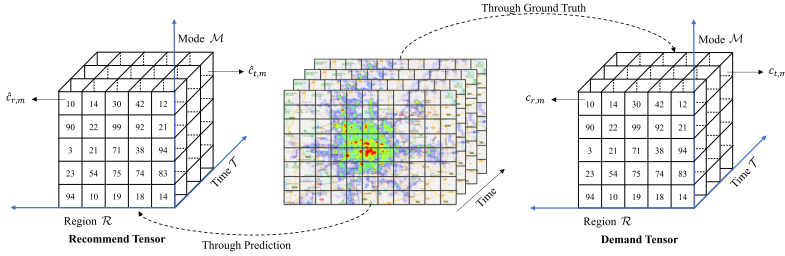 Through Ground Truth
Mode ℳ
ĉ_{t,m}
ĉ_{r,m}
10 14 30 42 12
90 22 99 92 21
3 21 71 38 94
23 54 75 74 83
94 10 19 18 14
Time 𝒯
Region ℛ
Recommend Tensor
Through Prediction
Time
Mode ℳ
c_{t,m}
c_{r,m}
10 14 30 42 12
90 22 99 92 21
3 21 71 38 94
23 54 75 74 83
94 10 19 18 14
Time 𝒯
Region ℛ
Demand Tensor